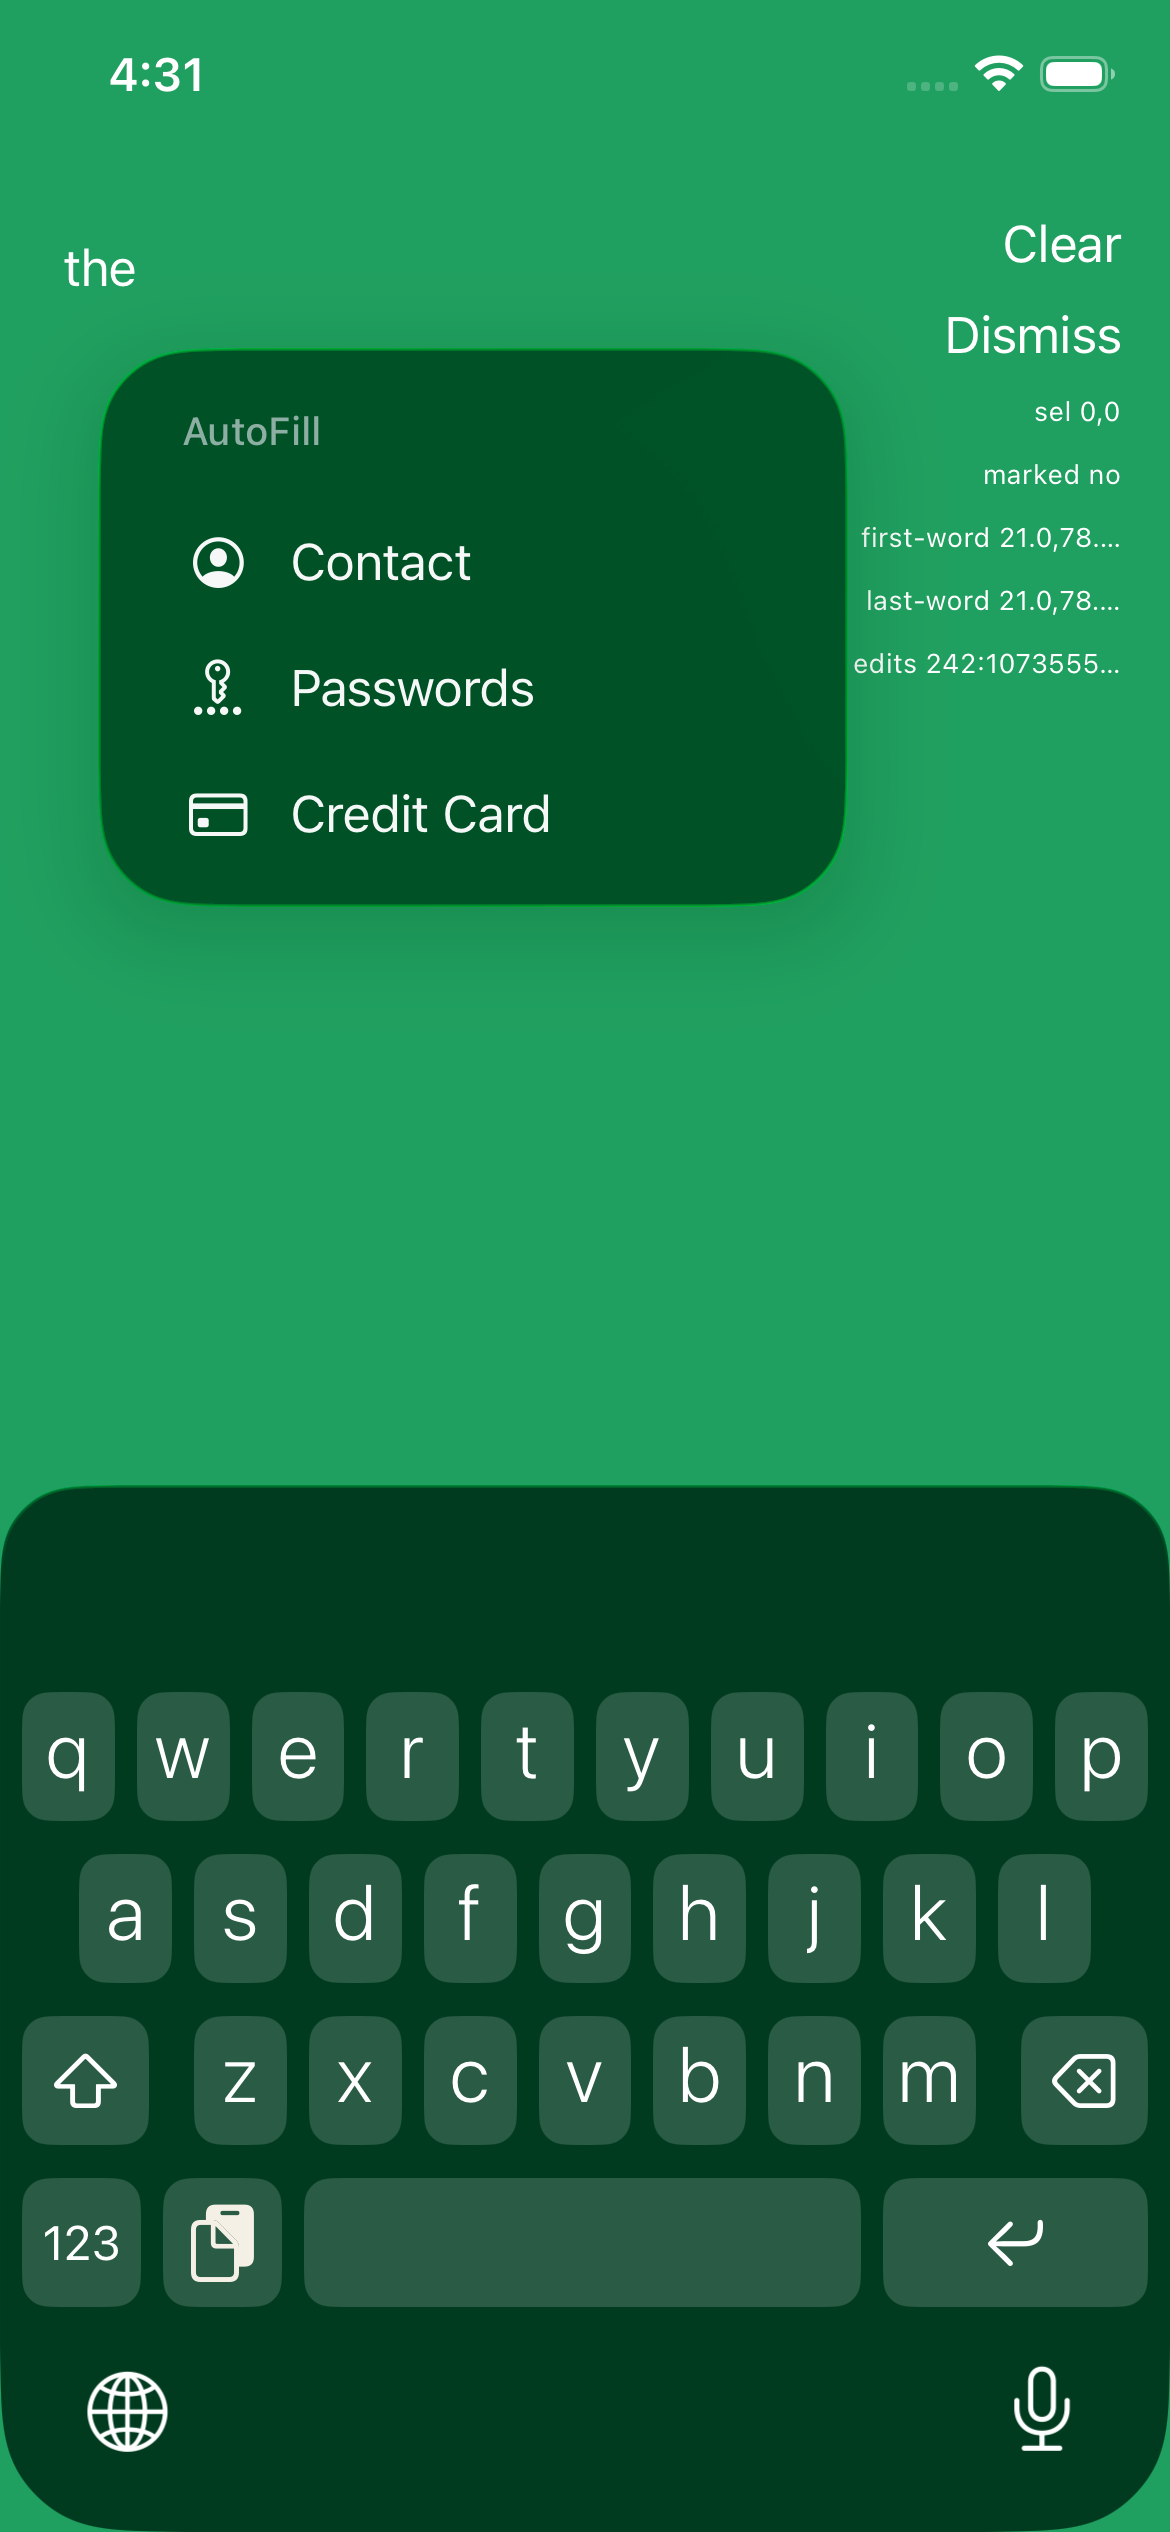 4:31
the
Clear
Dismiss
sel 0,0
marked no
first-word 21.0,78....
last-word 21.0,78....
edits 242:1073555...
AutoFill
Contact
Passwords
Credit Card
q w e r t y u i o p
a s d f g h j k l
z x c v b n m
123